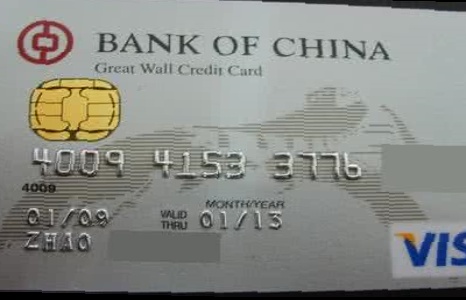 BANK OF CHINA
Great Wall Credit Card
4009 4153 3776
4009
MONTH/YEAR
01/09 VALID THRU 01/13
ZHAO
VIS